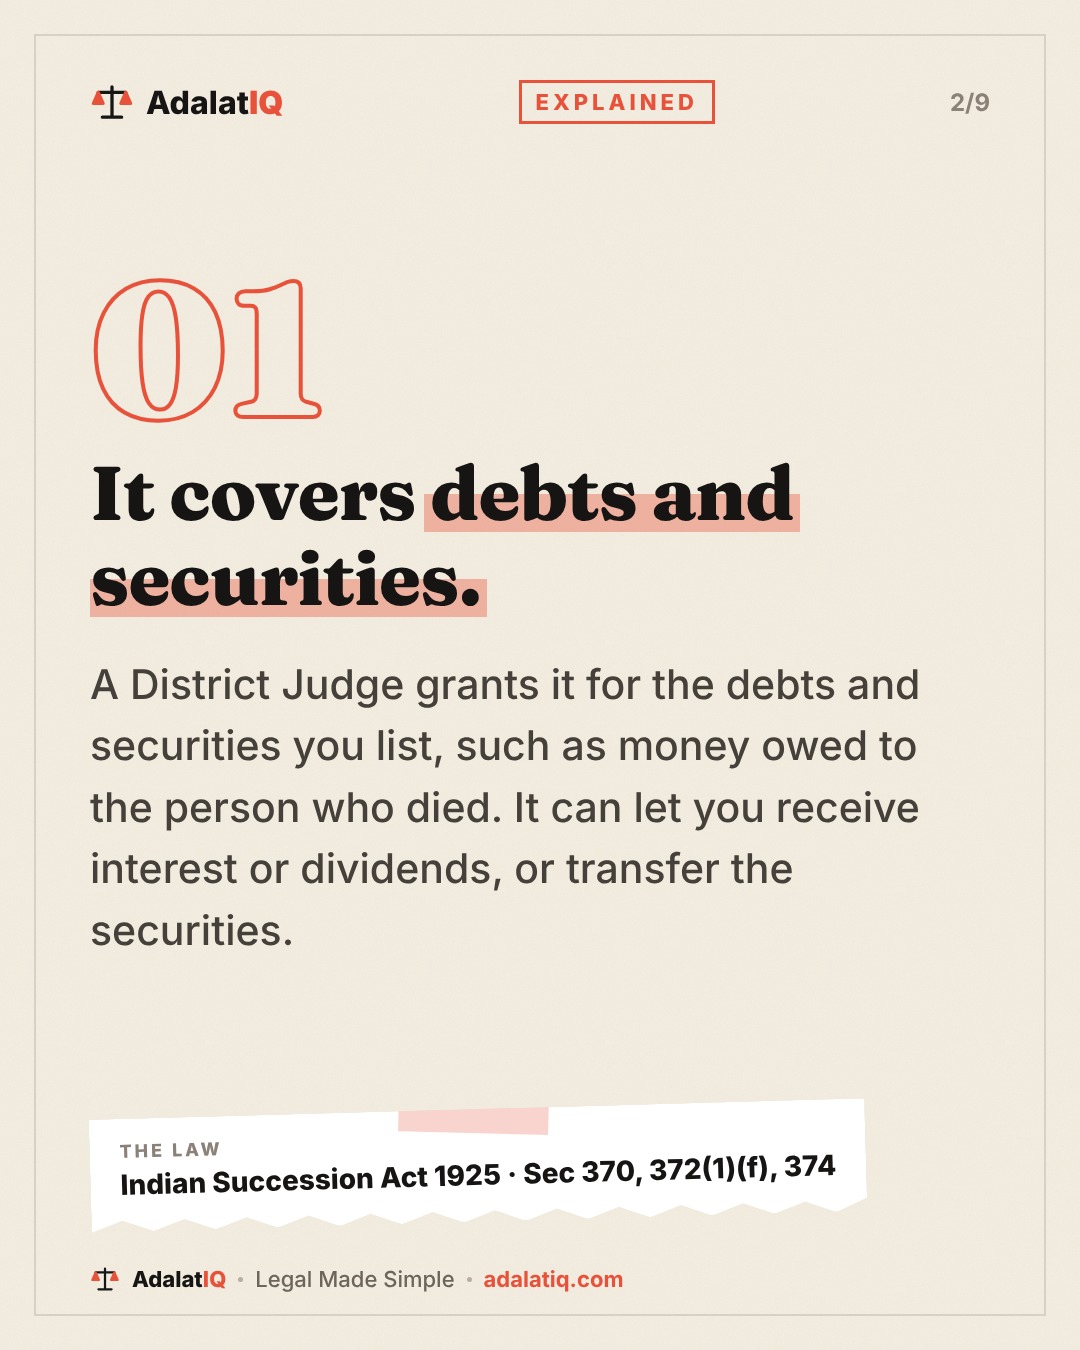 AdalatIQ
EXPLAINED
2/9
01
It covers debts and
securities.
A District Judge grants it for the debts and
securities you list, such as money owed to
the person who died. It can let you receive
interest or dividends, or transfer the
securities.
THE LAW
Indian Succession Act 1925 · Sec 370, 372(1)(f), 374
AdalatIQ • Legal Made Simple • adalatiq.com